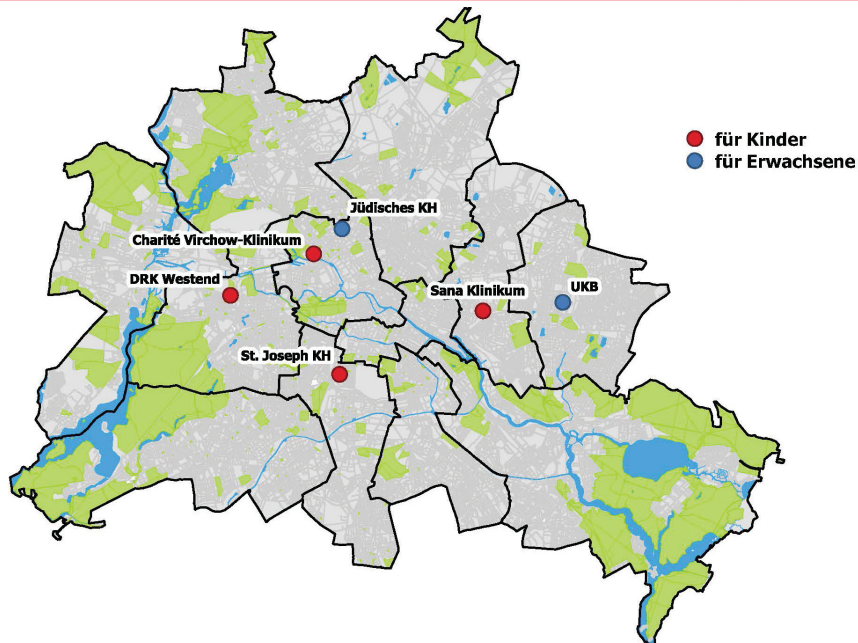 für Kinder
für Erwachsene
Jüdisches KH
Charité Virchow-Klinikum
DRK Westend
Sana Klinikum
UKB
St. Joseph KH